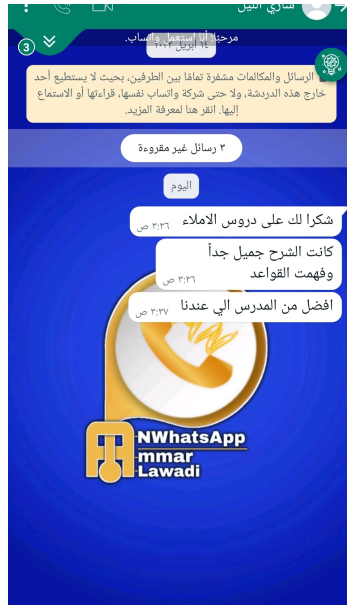 ساري الليل
مرحبًا! أنا أستعمل واتساب.
١٤ أبريل ٢٠٢٣
الرسائل والمكالمات مشفرة تمامًا بين الطرفين، بحيث لا يستطيع أحد
خارج هذه الدردشة، ولا حتى شركة واتساب نفسها، قراءتها أو الاستماع
إليها. انقر هنا لمعرفة المزيد.
3
٣ رسائل غير مقروءة
اليوم
شكرا لك على دروس الاملاء ٣:٣٦ ص
كانت الشرح جميل جداً
وفهمت القواعد ٣:٣٦ ص
افضل من المدرس الي عندنا ٣:٣٧ ص
NWhatsApp
mmar
Lawadi